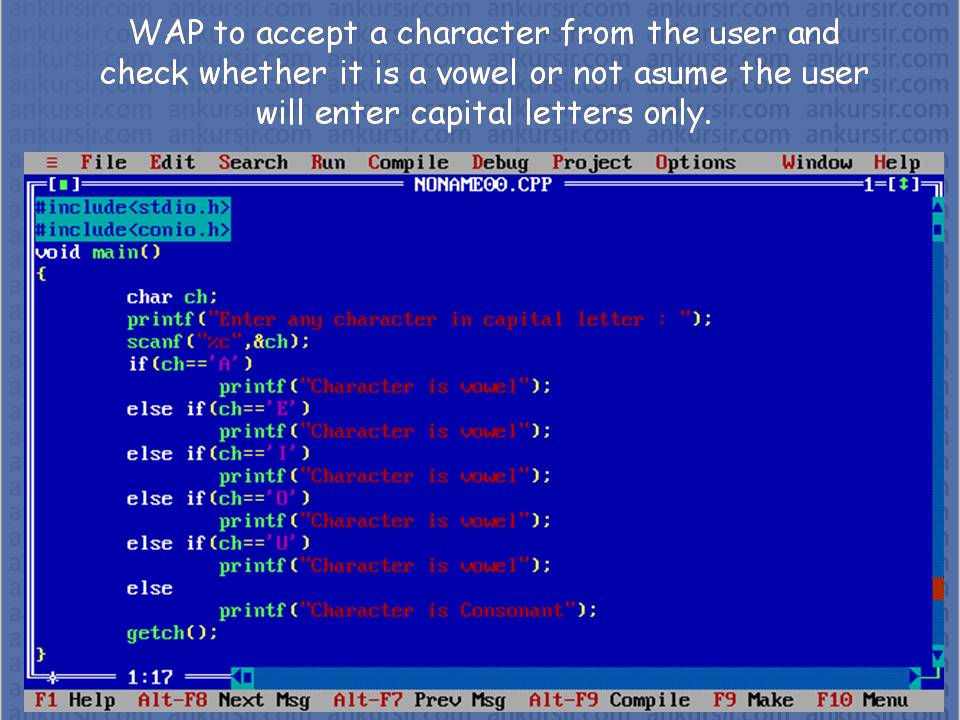 WAP to accept a character from the user and
check whether it is a vowel or not asume the user
will enter capital letters only.
≡ File Edit Search Run Compile Debug Project Options Window Help
[■] NONAME00.CPP 1=[↕]
#include<stdio.h>
#include<conio.h>
void main()
{
char ch;
printf("Enter any character in capital letter : ");
scanf("%c",&ch);
if(ch=='A')
printf("Character is vowel");
else if(ch=='E')
printf("Character is vowel");
else if(ch=='I')
printf("Character is vowel");
else if(ch=='O')
printf("Character is vowel");
else if(ch=='U')
printf("Character is vowel");
else
printf("Character is Consonant");
getch();
}
1:17
F1 Help Alt-F8 Next Msg Alt-F7 Prev Msg Alt-F9 Compile F9 Make F10 Menu